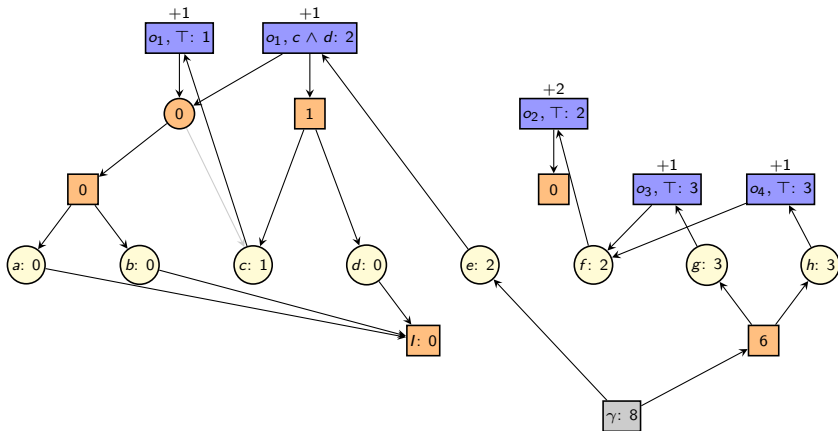 +1 +1
o₁, ⊤: 1 o₁, c ∧ d: 2
+2
0 1 o₂, ⊤: 2
+1 +1
0 0 o₃, ⊤: 3 o₄, ⊤: 3
a: 0 b: 0 c: 1 d: 0 e: 2 f: 2 g: 3 h: 3
I: 0 6
γ: 8